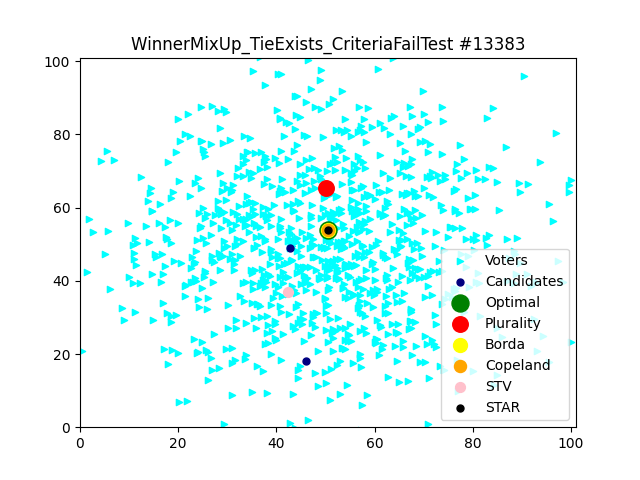 WinnerMixUp_TieExists_CriteriaFailTest #13383
100
80
60
40
20
0
0 20 40 60 80 100
Voters
Candidates
Optimal
Plurality
Borda
Copeland
STV
STAR